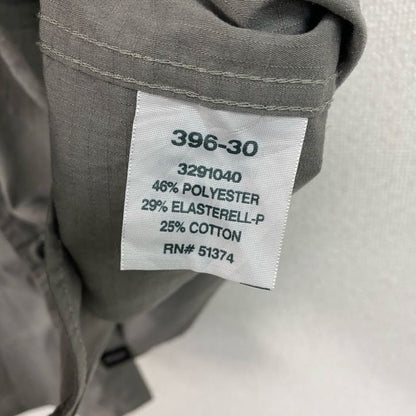 396-30
3291040
46% POLYESTER
29% ELASTERELL-P
25% COTTON
RN# 51374